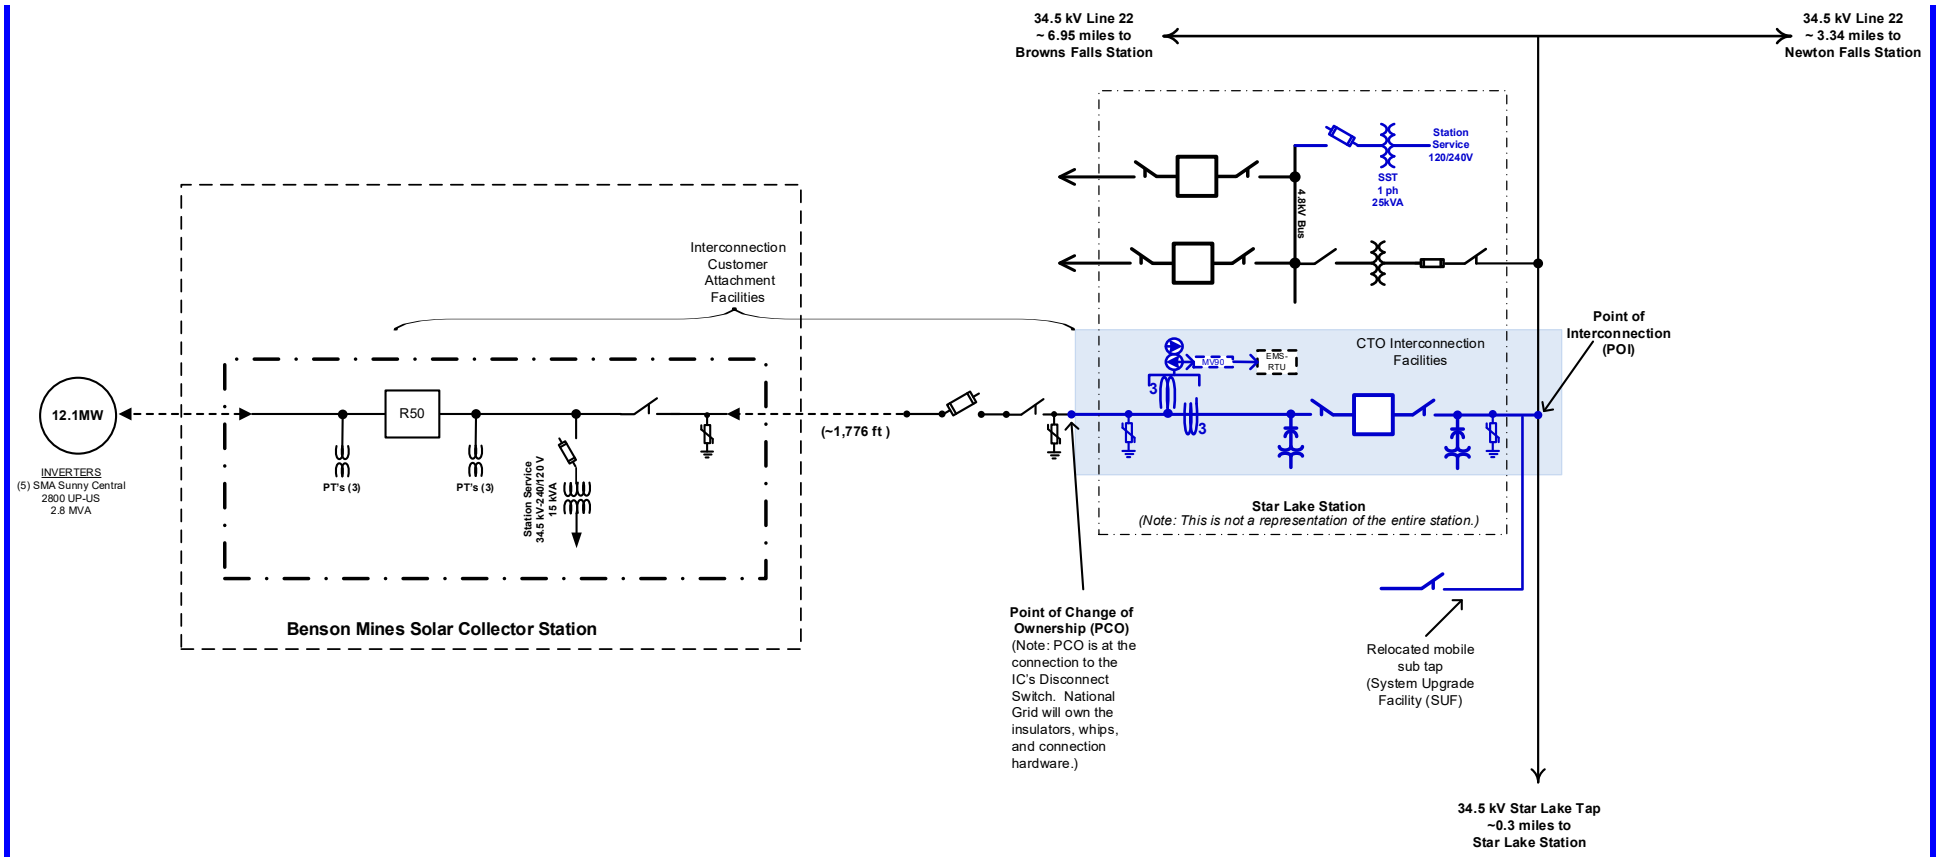 34.5 kV Line 22
~ 6.95 miles to
Browns Falls Station
34.5 kV Line 22
~ 3.34 miles to
Newton Falls Station
Station
Service
120/240V
SST
1 ph
25kVA
4.8kV Bus
Interconnection
Customer
Attachment
Facilities
Point of
Interconnection
(POI)
CTO Interconnection
Facilities
MV90
EMS-
RTU
3
3
12.1MW
R50
(~1,776 ft )
INVERTERS
(5) SMA Sunny Central
2800 UP-US
2.8 MVA
PT's (3)
PT's (3)
Station Service
34.5 kV-240/120 V
15 kVA
Star Lake Station
(Note: This is not a representation of the entire station.)
Benson Mines Solar Collector Station
Point of Change of
Ownership (PCO)
(Note: PCO is at the
connection to the
IC's Disconnect
Switch.  National
Grid will own the
insulators, whips,
and connection
hardware.)
Relocated mobile
sub tap
(System Upgrade
Facility (SUF)
34.5 kV Star Lake Tap
~0.3 miles to
Star Lake Station